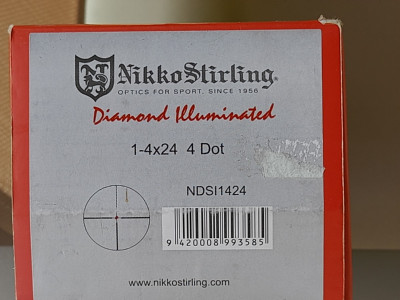 NikkoStirling.
OPTICS FOR SPORT. SINCE 1956
Diamond Illuminated
1-4x24 4 Dot
NDSI1424
9 420008 993585
www.nikkostirling.com